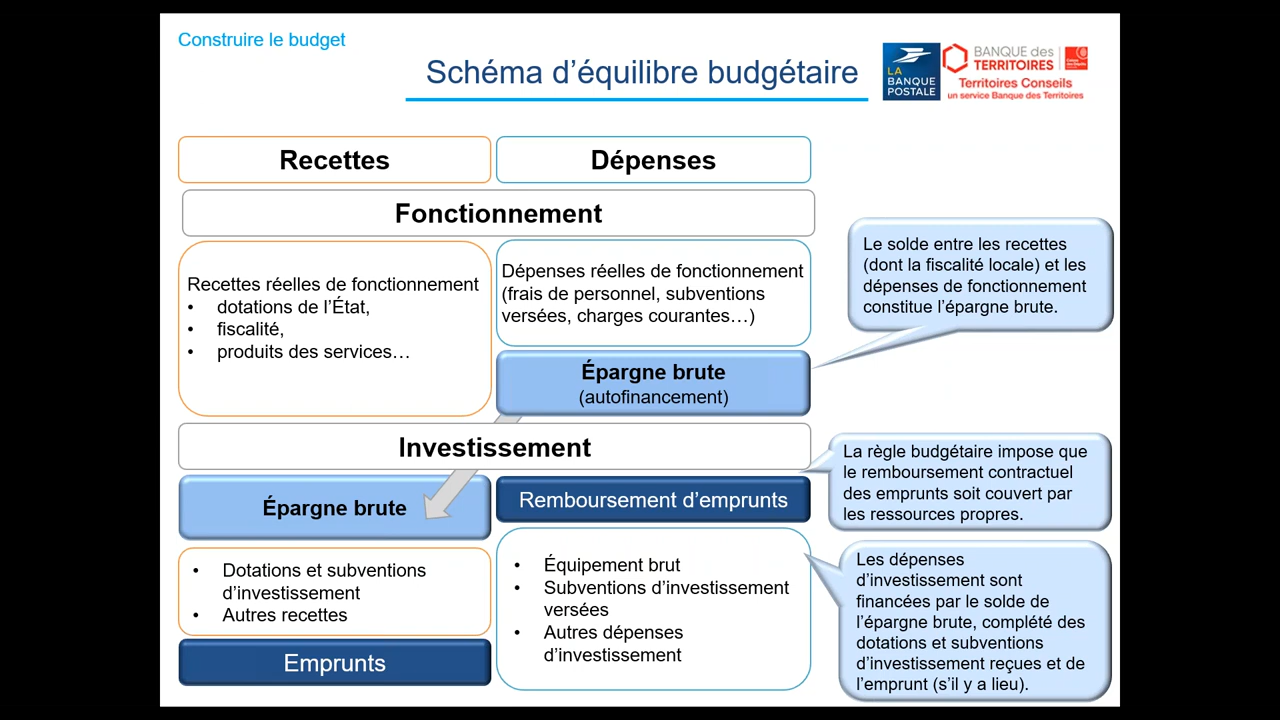 Construire le budget
Schéma d’équilibre budgétaire
LA
BANQUE
POSTALE
BANQUE des
TERRITOIRES
Territoires Conseils
un service Banque des Territoires
Recettes
Dépenses
Fonctionnement
Recettes réelles de fonctionnement
• dotations de l’État,
• fiscalité,
• produits des services…
Dépenses réelles de fonctionnement
(frais de personnel, subventions
versées, charges courantes…)
Épargne brute
(autofinancement)
Le solde entre les recettes
(dont la fiscalité locale) et les
dépenses de fonctionnement
constitue l’épargne brute.
Investissement
Épargne brute
Remboursement d’emprunts
La règle budgétaire impose que
le remboursement contractuel
des emprunts soit couvert par
les ressources propres.
• Dotations et subventions
d’investissement
• Autres recettes
Emprunts
• Équipement brut
• Subventions d’investissement
versées
• Autres dépenses
d’investissement
Les dépenses
d’investissement sont
financées par le solde de
l’épargne brute, complété des
dotations et subventions
d’investissement reçues et de
l’emprunt (s’il y a lieu).